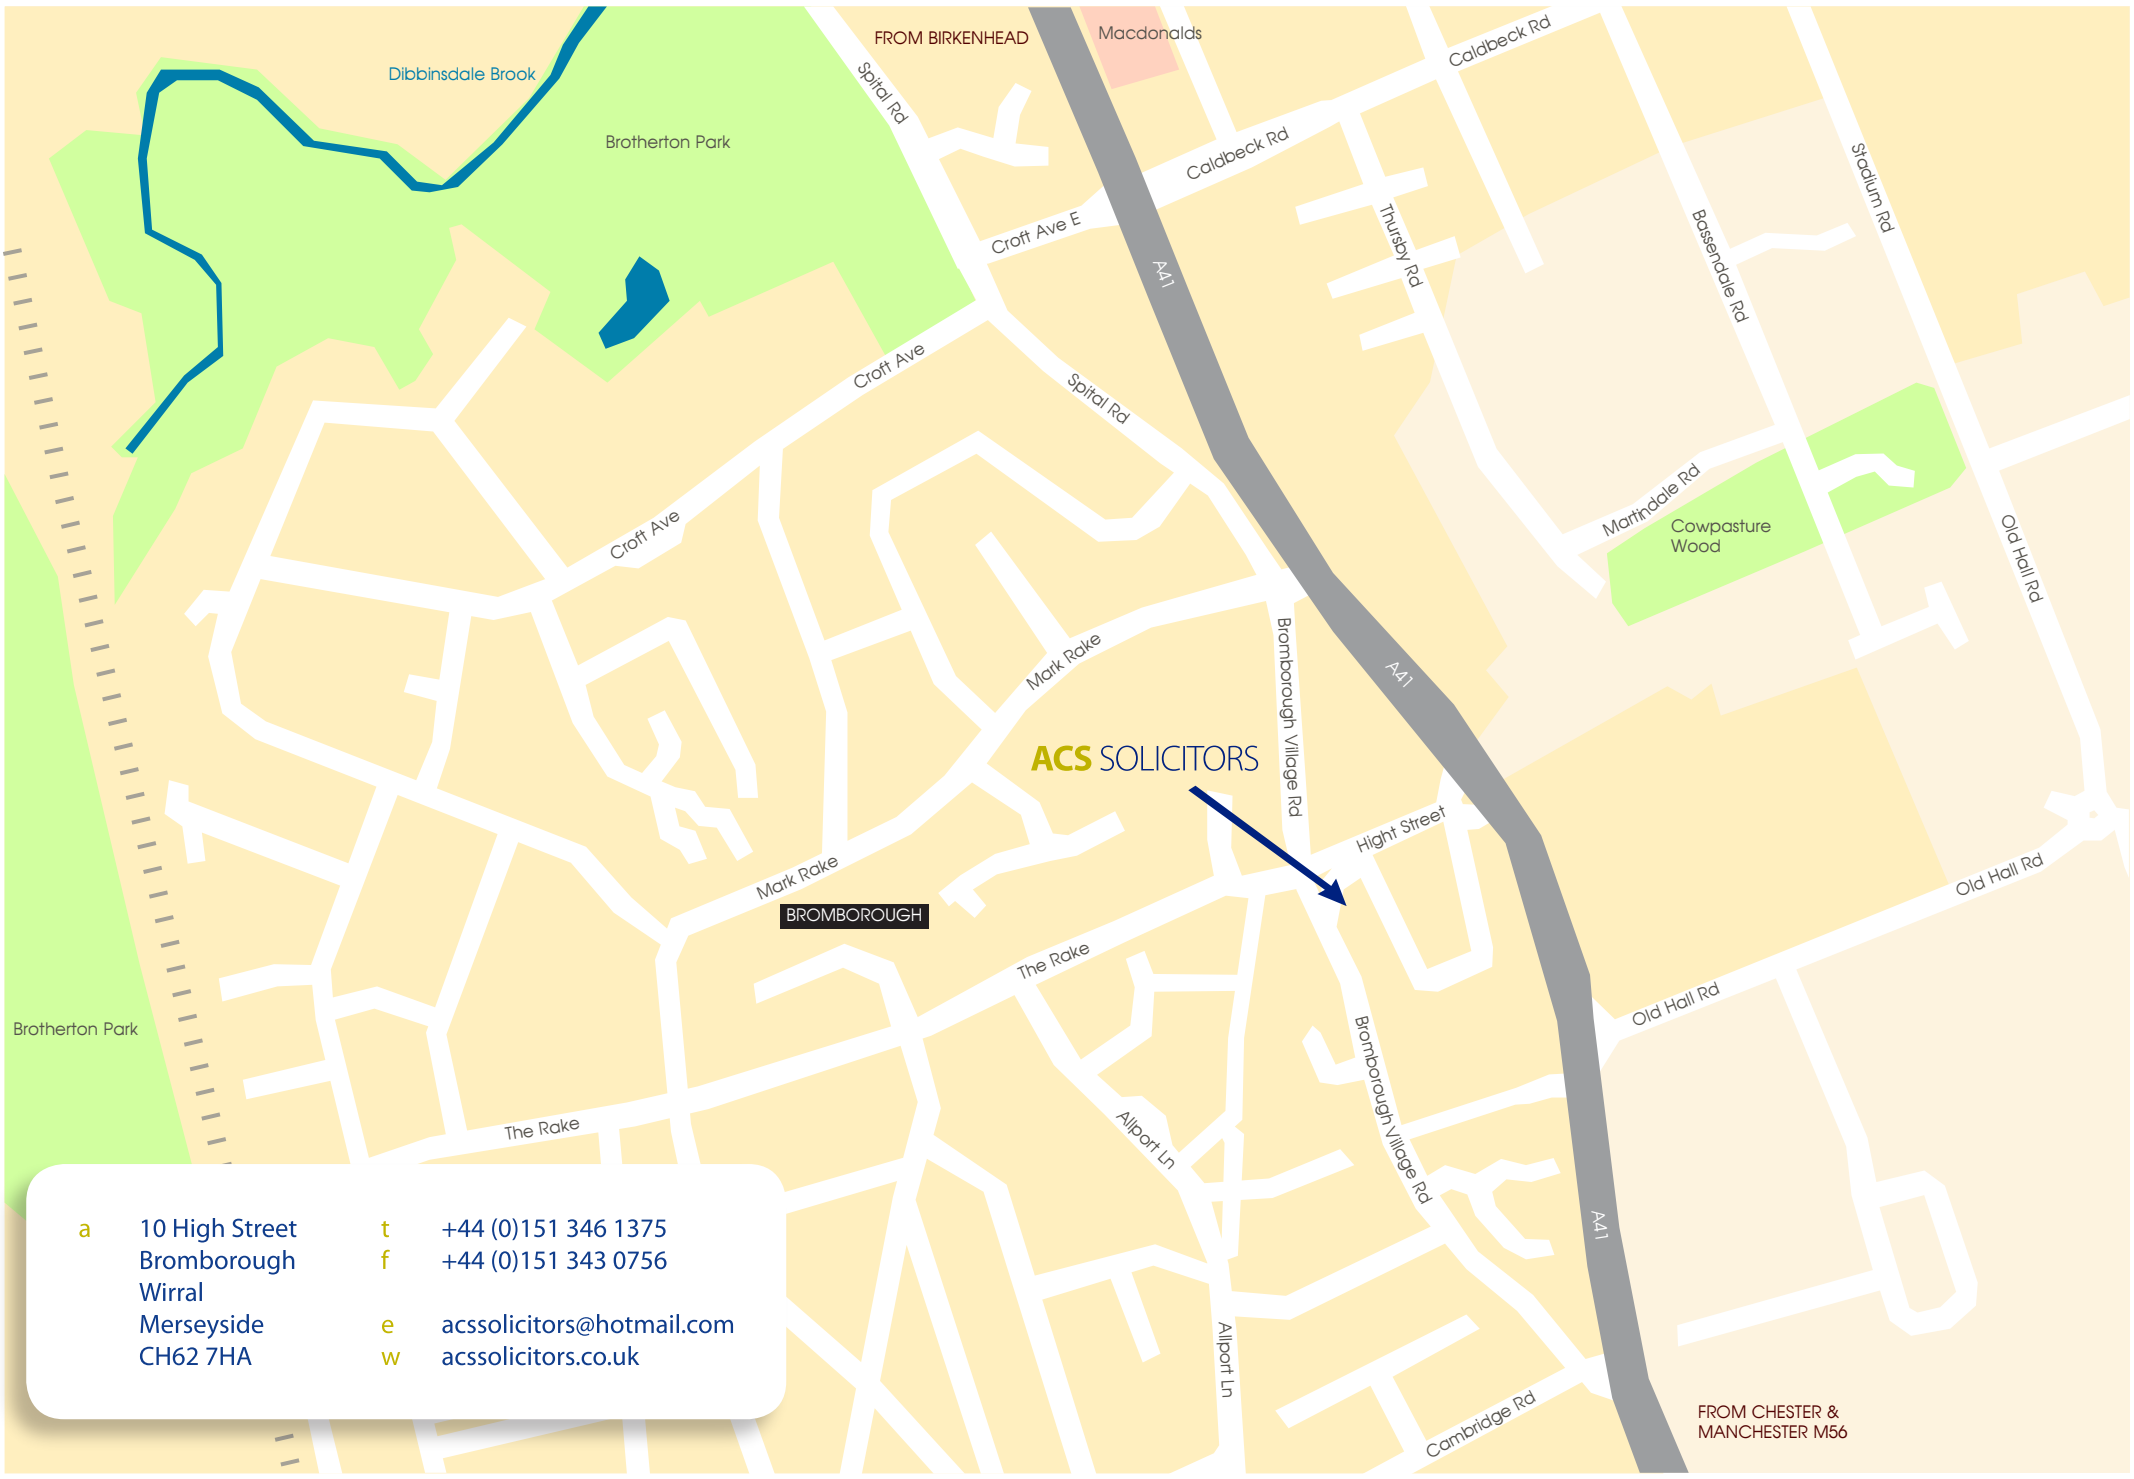 FROM BIRKENHEAD
Macdonalds
Caldbeck Rd
Dibbinsdale Brook
Spital Rd
Brotherton Park
Caldbeck Rd
Stadium Rd
Croft Ave E
Thursby Rd
Bassendale Rd
A41
Croft Ave
Spital Rd
Martindale Rd
Croft Ave
Cowpasture
Wood
Old Hall Rd
Mark Rake
Bromborough Village Rd
A41
ACS SOLICITORS
Hight Street
Mark Rake
Old Hall Rd
BROMBOROUGH
The Rake
Old Hall Rd
Brotherton Park
Bromborough Village Rd
The Rake
Allport Ln
A41
a 10 High Street
Bromborough
Wirral
Merseyside
CH62 7HA
t +44 (0)151 346 1375
f +44 (0)151 343 0756
e acssolicitors@hotmail.com
w acssolicitors.co.uk
Allport Ln
Cambridge Rd
FROM CHESTER &
MANCHESTER M56